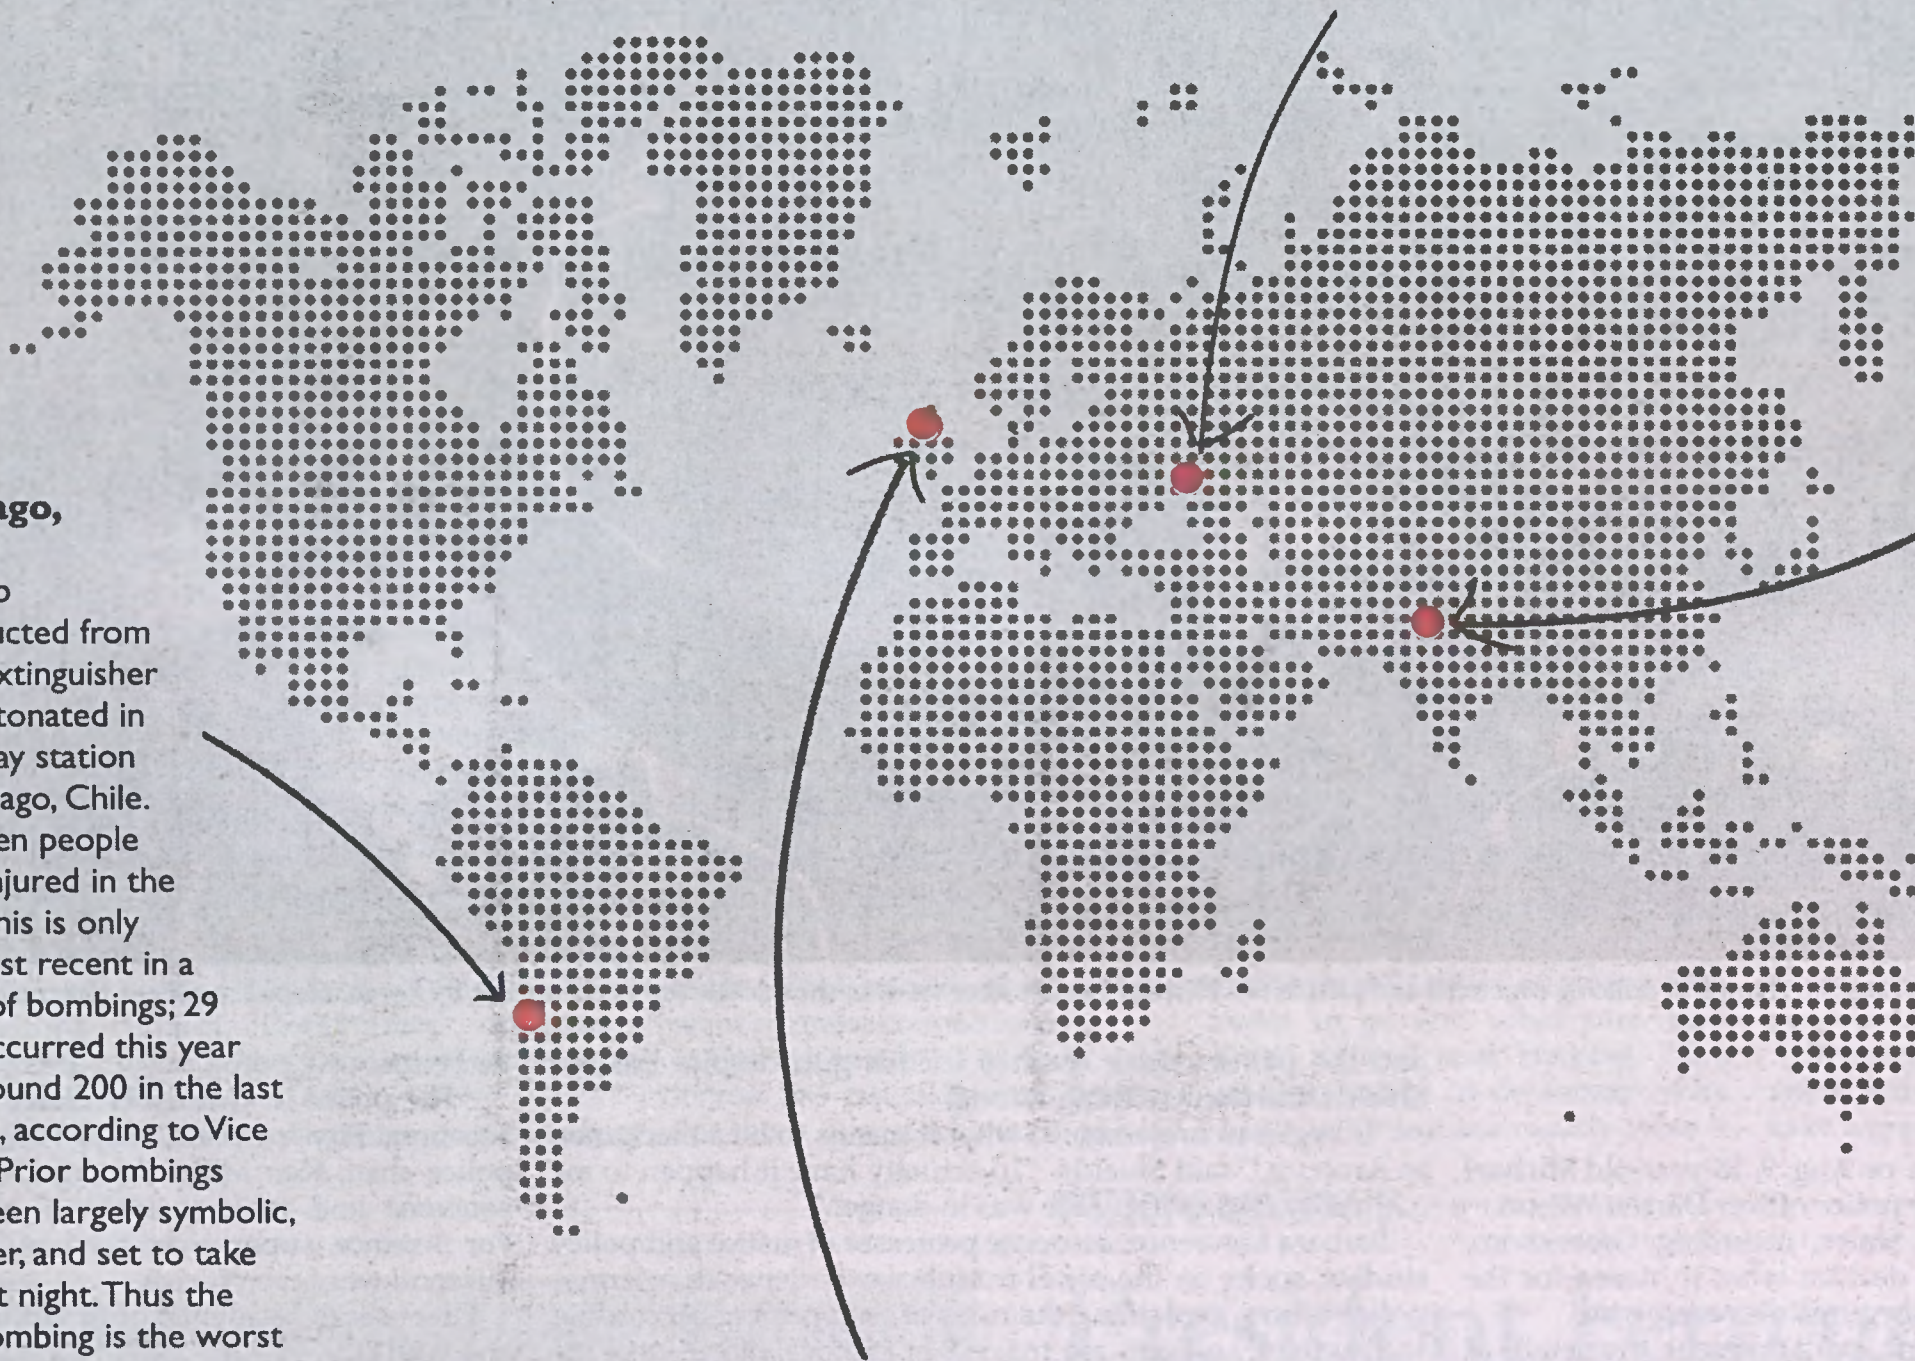 ago,
o
ucted from
xtinguisher
tonated in
ay station
ago, Chile.
en people
njured in the
his is only
st recent in a
of bombings; 29
ccurred this year
ound 200 in the last
, according to Vice
Prior bombings
een largely symbolic,
er, and set to take
t night. Thus the
ombing is the worst